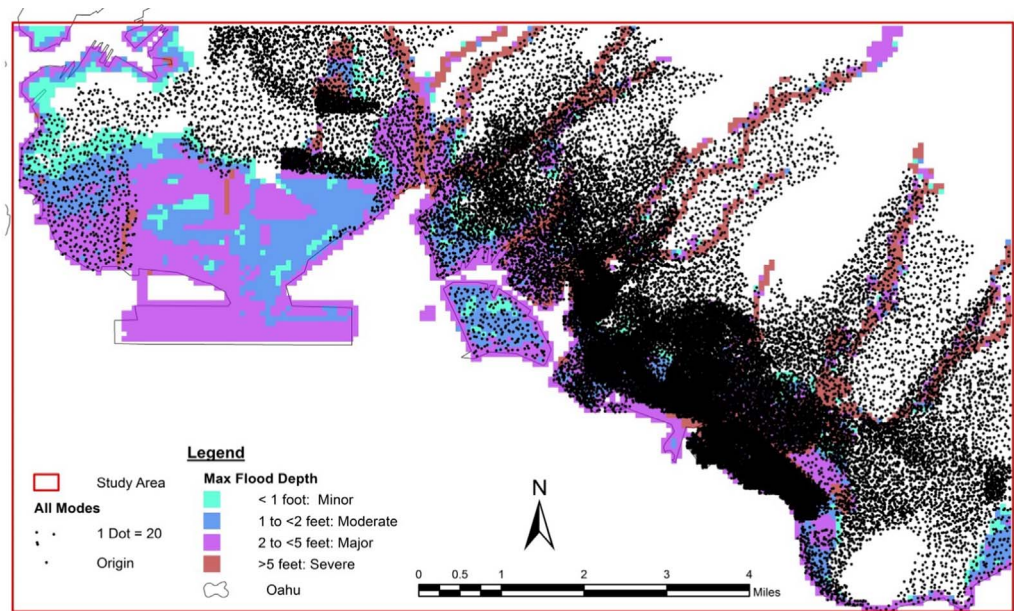 Legend
Study Area
All Modes
1 Dot = 20
Origin
Max Flood Depth
< 1 foot: Minor
1 to <2 feet: Moderate
2 to <5 feet: Major
>5 feet: Severe
Oahu
N
0 0.5 1 2 3 4
Miles